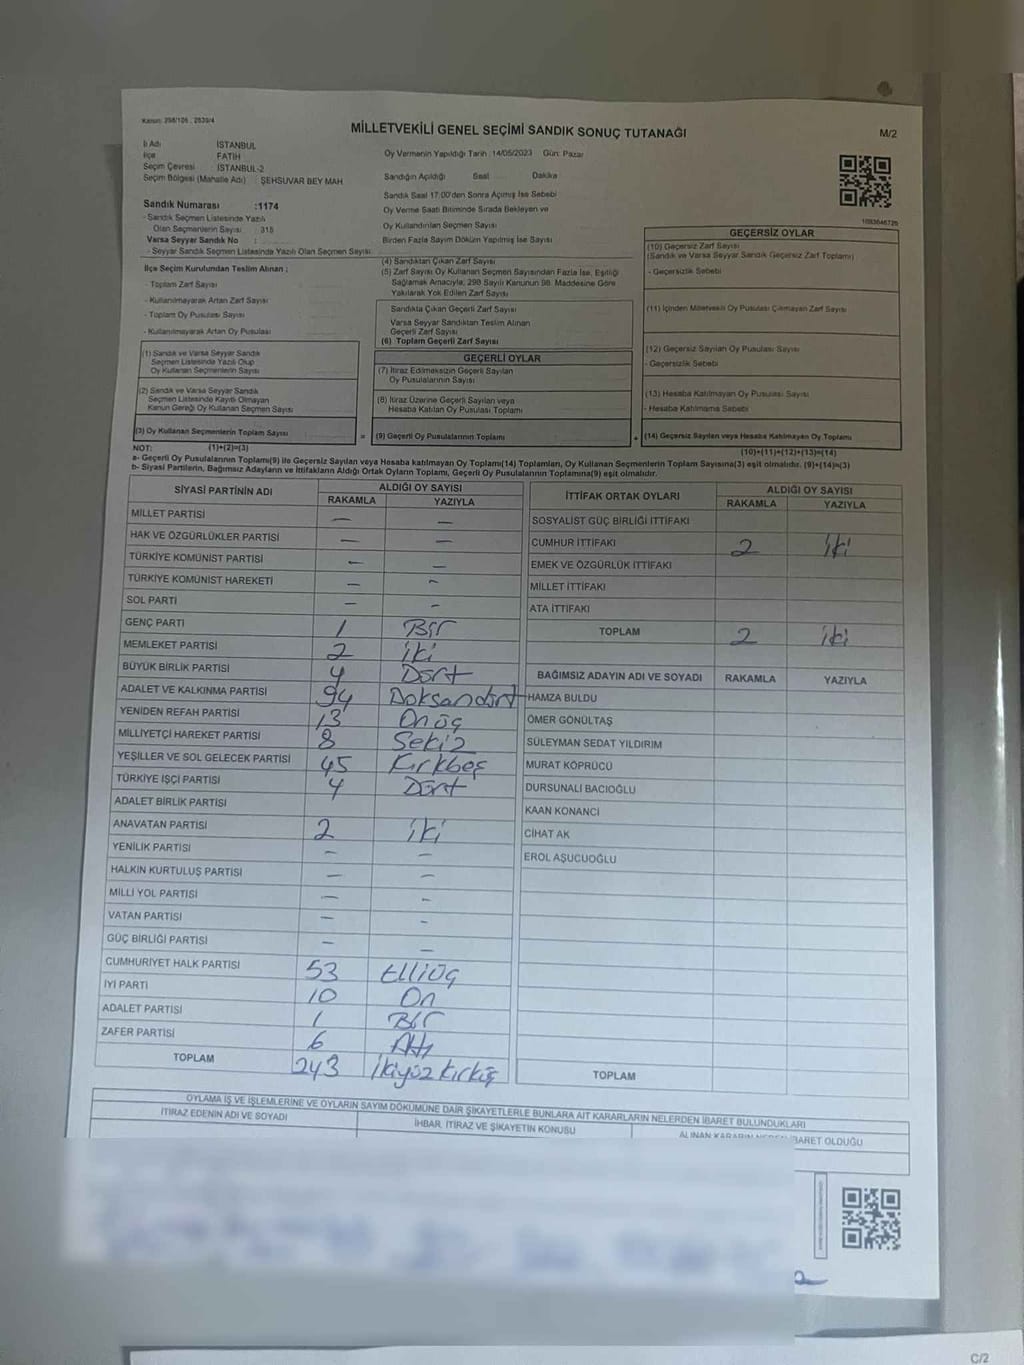 Kanun: 298/105 , 2839/4
MİLLETVEKİLİ GENEL SEÇİMİ SANDIK SONUÇ TUTANAĞI
M/2
İl Adı İSTANBUL
İlçe FATİH
Seçim Çevresi İSTANBUL-2
Seçim Bölgesi (Mahalle Adı) : ŞEHSUVAR BEY MAH
Sandık Numarası :1174
- Sandık Seçmen Listesinde Yazılı
Olan Seçmenlerin Sayısı : 315
Varsa Seyyar Sandık No :
- Seyyar Sandık Seçmen Listesinde Yazılı Olan Seçmen Sayısı
Oy Vermenin Yapıldığı Tarih : 14/05/2023 Gün: Pazar
Sandığın Açıldığı Saat Dakika
Sandık Saat 17:00'den Sonra Açılmış İse Sebebi
Oy Verme Saati Bitiminde Sırada Bekleyen ve
Oy Kullandırılan Seçmen Sayısı
Birden Fazla Sayım Döküm Yapılmış İse Sayısı
İlçe Seçim Kurulundan Teslim Alınan ;
- Toplam Zarf Sayısı
- Kullanılmayarak Artan Zarf Sayısı
- Toplam Oy Pusulası Sayısı
- Kullanılmayarak Artan Oy Pusulası
(1) Sandık ve Varsa Seyyar Sandık
Seçmen Listesinde Yazılı Olup
Oy Kullanan Seçmenlerin Sayısı
(2) Sandık ve Varsa Seyyar Sandık
Seçmen Listesinde Kayıtlı Olmayan
Kanun Gereği Oy Kullanan Seçmen Sayısı
(3) Oy Kullanan Seçmenlerin Toplam Sayısı
(4) Sandıktan Çıkan Zarf Sayısı
(5) Zarf Sayısı Oy Kullanan Seçmen Sayısından Fazla İse, Eşitliği
Sağlamak Amacıyla, 298 Sayılı Kanunun 98. Maddesine Göre
Yakılarak Yok Edilen Zarf Sayısı
Sandıkta Çıkan Geçerli Zarf Sayısı
Varsa Seyyar Sandıktan Teslim Alınan
Geçerli Zarf Sayısı
(6) Toplam Geçerli Zarf Sayısı
GEÇERLİ OYLAR
(7) İtiraz Edilmeksizin Geçerli Sayılan
Oy Pusulalarının Sayısı
(8) İtiraz Üzerine Geçerli Sayılan veya
Hesaba Katılan Oy Pusulası Toplamı
= (9) Geçerli Oy Pusulalarının Toplamı
1093646720
GEÇERSİZ OYLAR
(10) Geçersiz Zarf Sayısı
(Sandık ve Varsa Seyyar Sandık Geçersiz Zarf Toplamı)
- Geçersizlik Sebebi
(11) İçinden Milletvekili Oy Pusulası Çıkmayan Zarf Sayısı
(12) Geçersiz Sayılan Oy Pusulası Sayısı
- Geçersizlik Sebebi
(13) Hesaba Katılmayan Oy Pusulası Sayısı
- Hesaba Katılmama Sebebi
+ (14) Geçersiz Sayılan veya Hesaba Katılmayan Oy Toplamı
NOT: (1)+(2)=(3) (10)+(11)+(12)+(13)=(14)
a- Geçerli Oy Pusulası Toplamı(9) ile Geçersiz Sayılan veya Hesaba katılmayan Oy Toplamı(14) Toplamları, Oy Kullanan Seçmenlerin Toplam Sayısına(3) eşit olmalıdır. (9)+(14)=(3)
b- Siyasi Partilerin, Bağımsız Adayların ve İttifakların Aldığı Ortak Oyların Toplamı, Geçerli Oy Pusulalarının Toplamına(9) eşit olmalıdır.
SİYASİ PARTİNİN ADI ALDIĞI OY SAYISI
RAKAMLA YAZIYLA
MİLLET PARTİSİ — —
HAK VE ÖZGÜRLÜKLER PARTİSİ — —
TÜRKİYE KOMÜNİST PARTİSİ — —
TÜRKİYE KOMÜNİST HAREKETİ — —
SOL PARTİ — —
GENÇ PARTİ 1 Bir
MEMLEKET PARTİSİ 2 iki
BÜYÜK BİRLİK PARTİSİ 4 Dört
ADALET VE KALKINMA PARTİSİ 94 Doksandört
YENİDEN REFAH PARTİSİ 13 Onüç
MİLLİYETÇİ HAREKET PARTİSİ 8 Sekiz
YEŞİLLER VE SOL GELECEK PARTİSİ 45 Kırkbeş
TÜRKİYE İŞÇİ PARTİSİ 4 Dört
ADALET BİRLİK PARTİSİ
ANAVATAN PARTİSİ 2 iki
YENİLİK PARTİSİ — —
HALKIN KURTULUŞ PARTİSİ — —
MİLLİ YOL PARTİSİ — —
VATAN PARTİSİ — —
GÜÇ BİRLİĞİ PARTİSİ — —
CUMHURİYET HALK PARTİSİ 53 Elliüç
İYİ PARTİ 10 On
ADALET PARTİSİ 1 Bir
ZAFER PARTİSİ 6 Altı
TOPLAM 243 İkiyüz kırküç
İTTİFAK ORTAK OYLARI ALDIĞI OY SAYISI
RAKAMLA YAZIYLA
SOSYALİST GÜÇ BİRLİĞİ İTTİFAKI
CUMHUR İTTİFAKI 2 iki
EMEK VE ÖZGÜRLÜK İTTİFAKI
MİLLET İTTİFAKI
ATA İTTİFAKI
TOPLAM 2 iki
BAĞIMSIZ ADAYIN ADI VE SOYADI RAKAMLA YAZIYLA
HAMZA BULDU
ÖMER GÖNÜLTAŞ
SÜLEYMAN SEDAT YILDIRIM
MURAT KÖPRÜCÜ
DURSUNALİ BACIOĞLU
KAAN KONANCİ
CİHAT AK
EROL AŞUCUOĞLU
TOPLAM
OYLAMA İŞ VE İŞLEMLERİNE VE OYLARIN SAYIM DÖKÜMÜNE DAİR ŞİKAYETLERLE BUNLARA AİT KARARLARIN NELERDEN İBARET BULUNDUKLARI
İTİRAZ EDENİN ADI VE SOYADI İHBAR, İTİRAZ VE ŞİKAYETİN KONUSU ALINAN KARARIN NEDEN İBARET OLDUĞU
C/2